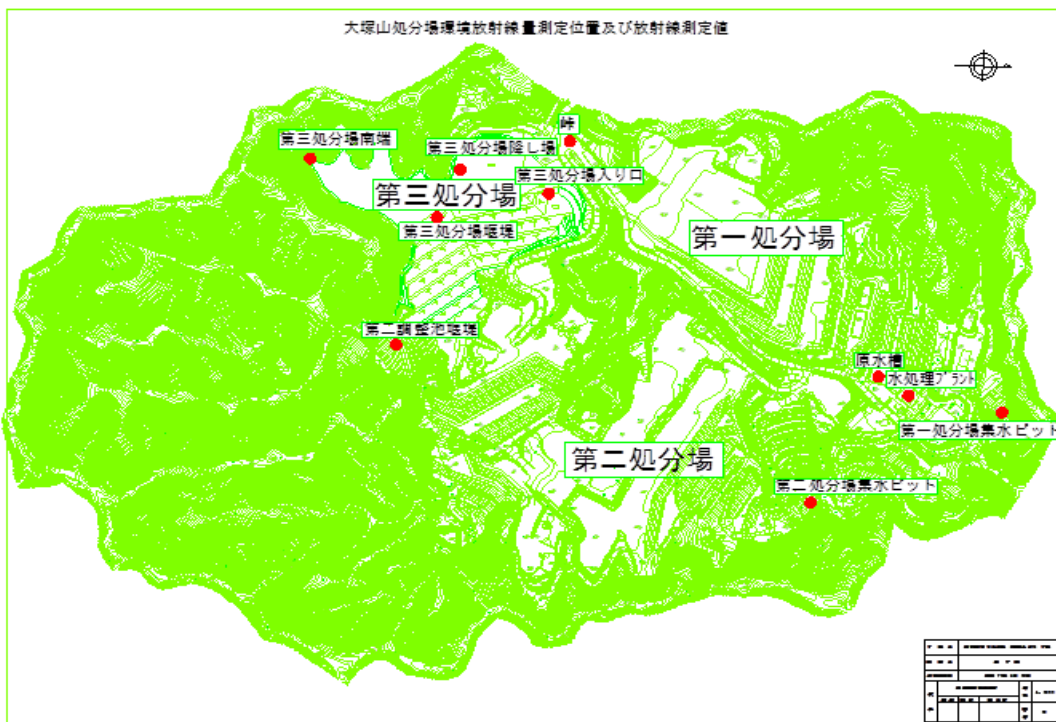 大塚山処分場環境放射線量測定位置及び放射線測定値
峠
第三処分場南端
第三処分場降し場
第三処分場入り口
第三処分場
第三処分場堰堤
第一処分場
第二調整池堰堤
原水槽
水処理プラント
第一処分場集水ピット
第二処分場
第二処分場集水ピット